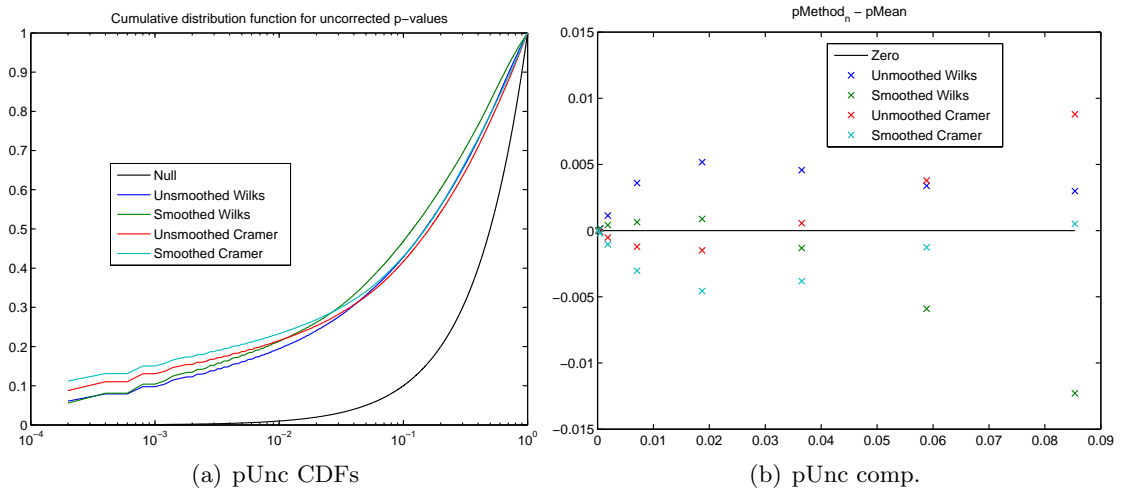 Cumulative distribution function for uncorrected p−values
1
0.9
0.8
0.7
0.6
0.5
0.4
0.3
0.2
0.1
0
Null
Unsmoothed Wilks
Smoothed Wilks
Unsmoothed Cramer
Smoothed Cramer
10^−4 10^−3 10^−2 10^−1 10^0
(a) pUnc CDFs
pMethod_n − pMean
0.015
0.01
0.005
0
−0.005
−0.01
−0.015
Zero
Unmoothed Wilks
Smoothed Wilks
Unsmoothed Cramer
Smoothed Cramer
0 0.01 0.02 0.03 0.04 0.05 0.06 0.07 0.08 0.09
(b) pUnc comp.